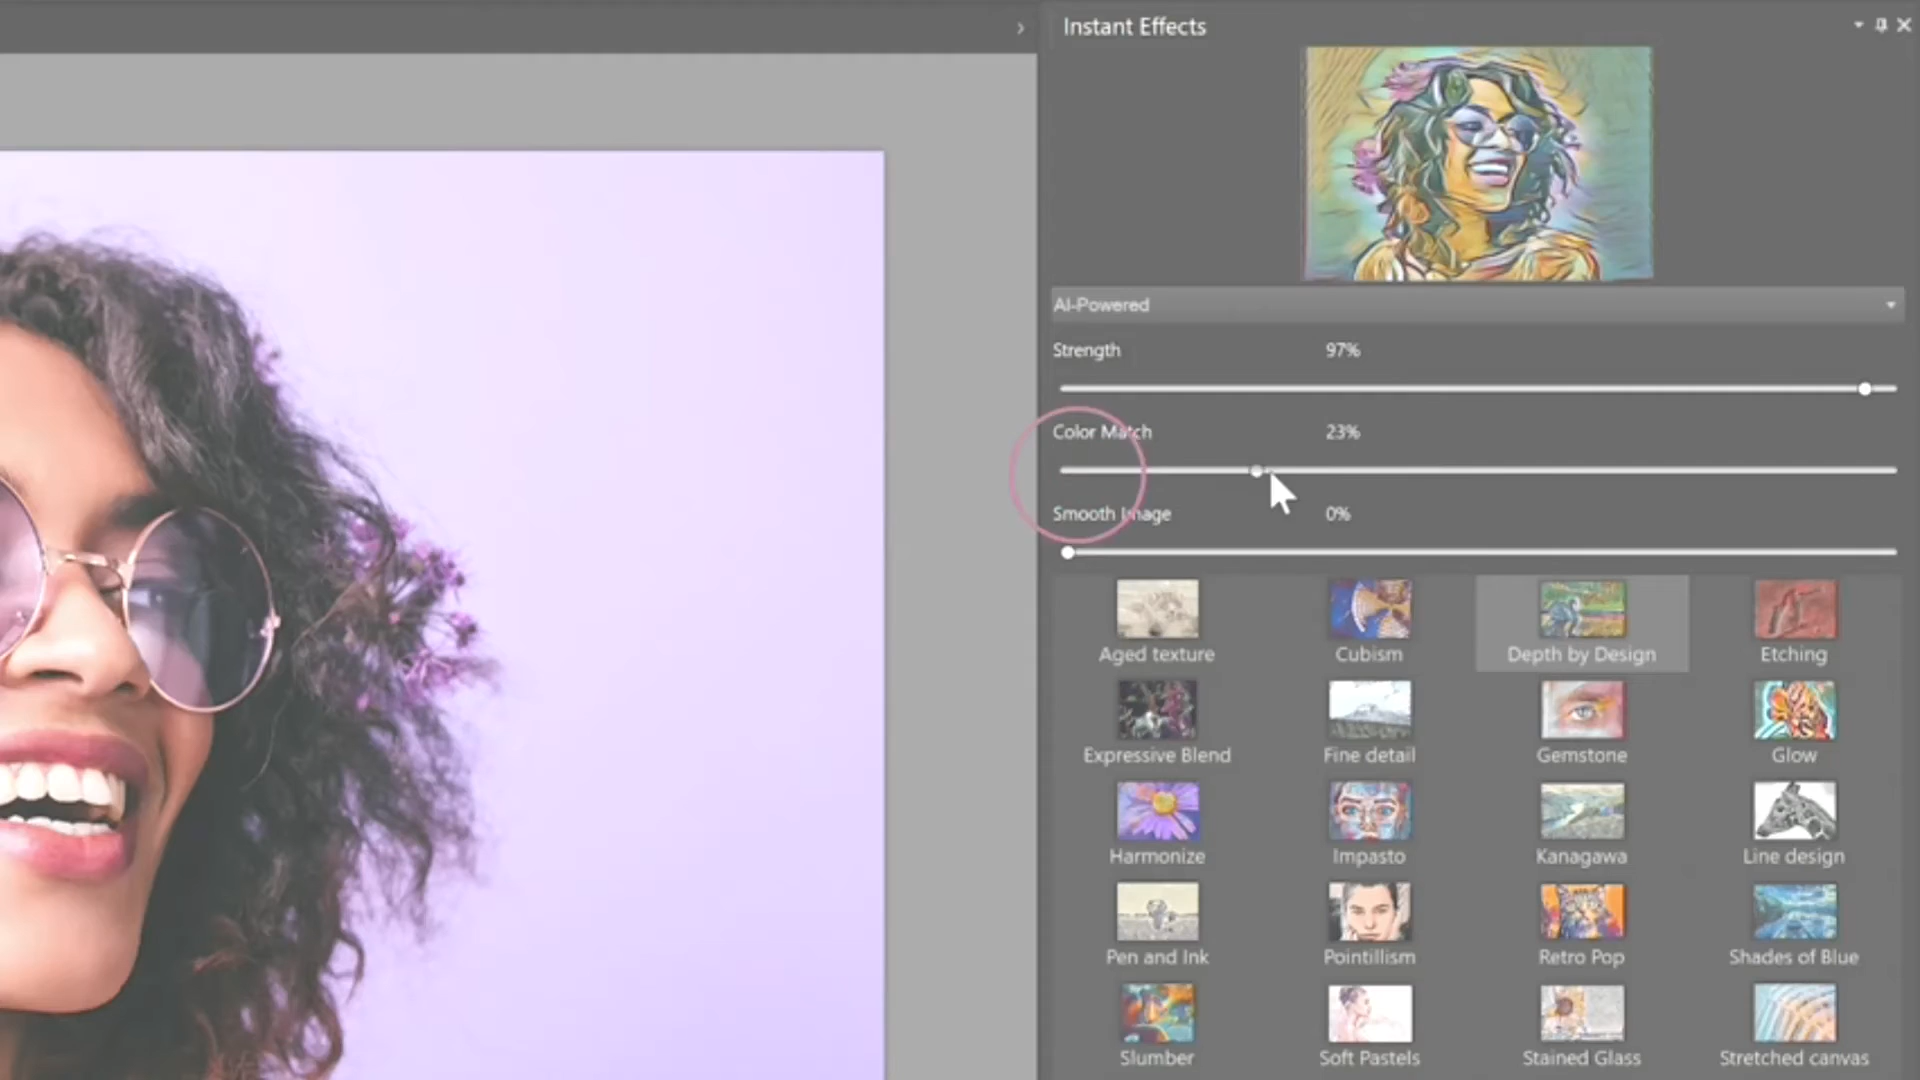 Instant Effects
AI-Powered
Strength 97%
Color Match 23%
Smooth Image 0%
Aged texture Cubism Depth by Design Etching
Expressive Blend Fine detail Gemstone Glow
Harmonize Impasto Kanagawa Line design
Pen and Ink Pointillism Retro Pop Shades of Blue
Slumber Soft Pastels Stained Glass Stretched canvas